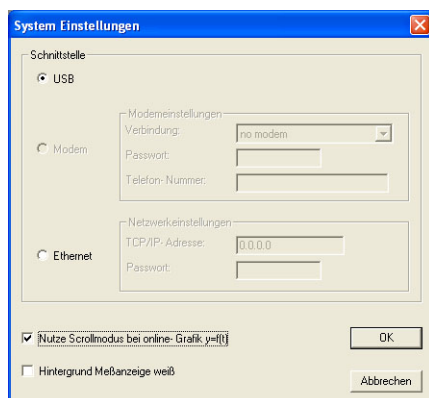 System Einstellungen
Schnittstelle
USB
Modemeinstellungen
Verbindung: no modem
Modem
Passwort:
Telefon- Nummer:
Netzwerkeinstellungen
TCP/IP- Adresse: 0.0.0.0
Ethernet
Passwort:
Nutze Scrollmodus bei online- Grafik y=f(t)
OK
Hintergrund Meßanzeige weiß
Abbrechen